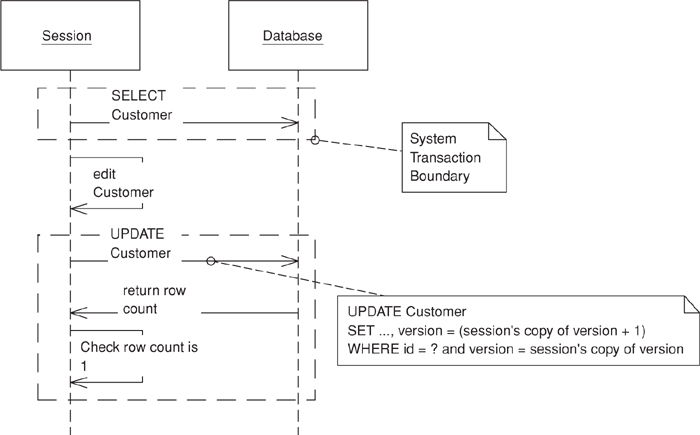 Session
Database
SELECT
Customer
System
Transaction
Boundary
edit
Customer
UPDATE
Customer
return row
count
UPDATE Customer
SET ..., version = (session's copy of version + 1)
WHERE id = ? and version = session's copy of version
Check row count is
1